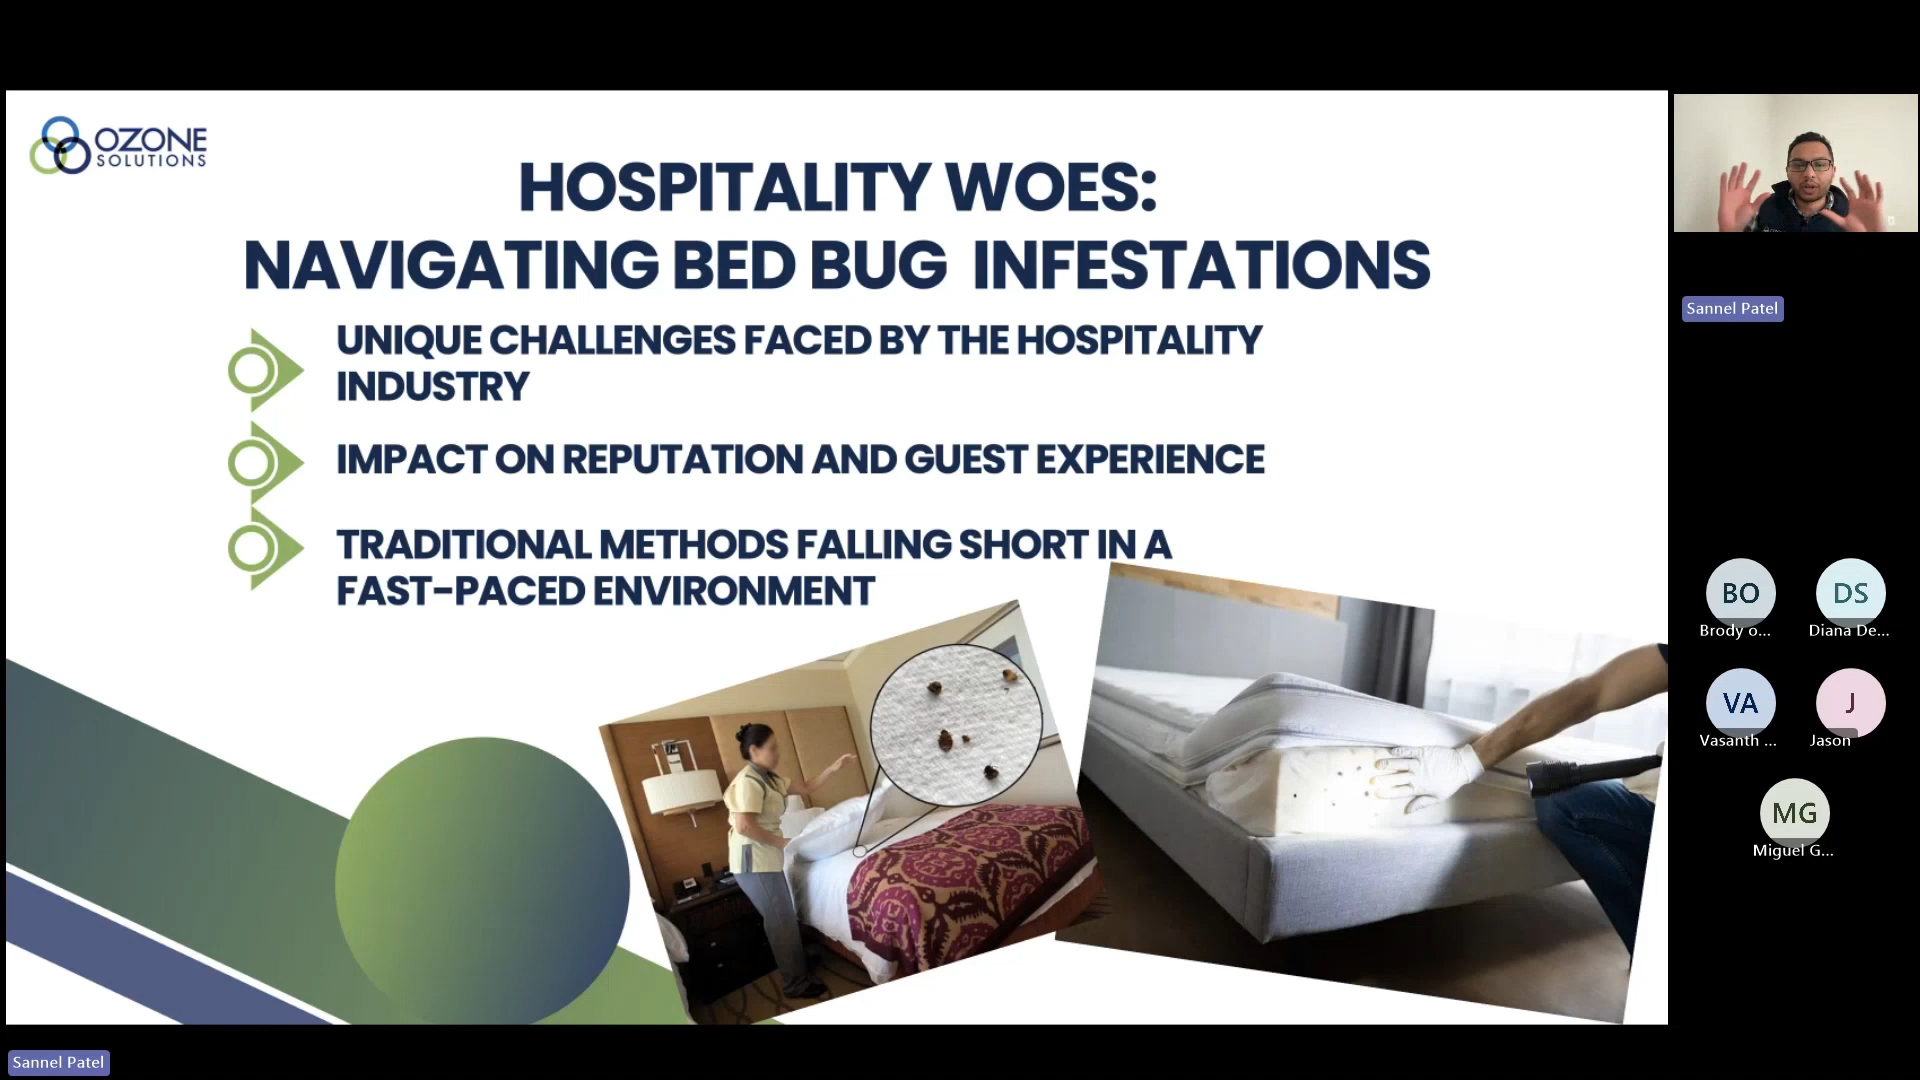 OZONE
SOLUTIONS
HOSPITALITY WOES:
NAVIGATING BED BUG INFESTATIONS
UNIQUE CHALLENGES FACED BY THE HOSPITALITY
INDUSTRY
IMPACT ON REPUTATION AND GUEST EXPERIENCE
TRADITIONAL METHODS FALLING SHORT IN A
FAST-PACED ENVIRONMENT
Sannel Patel
BO
Brody o...
DS
Diana De...
VA
Vasanth ...
J
Jason
MG
Miguel G...
Sannel Patel